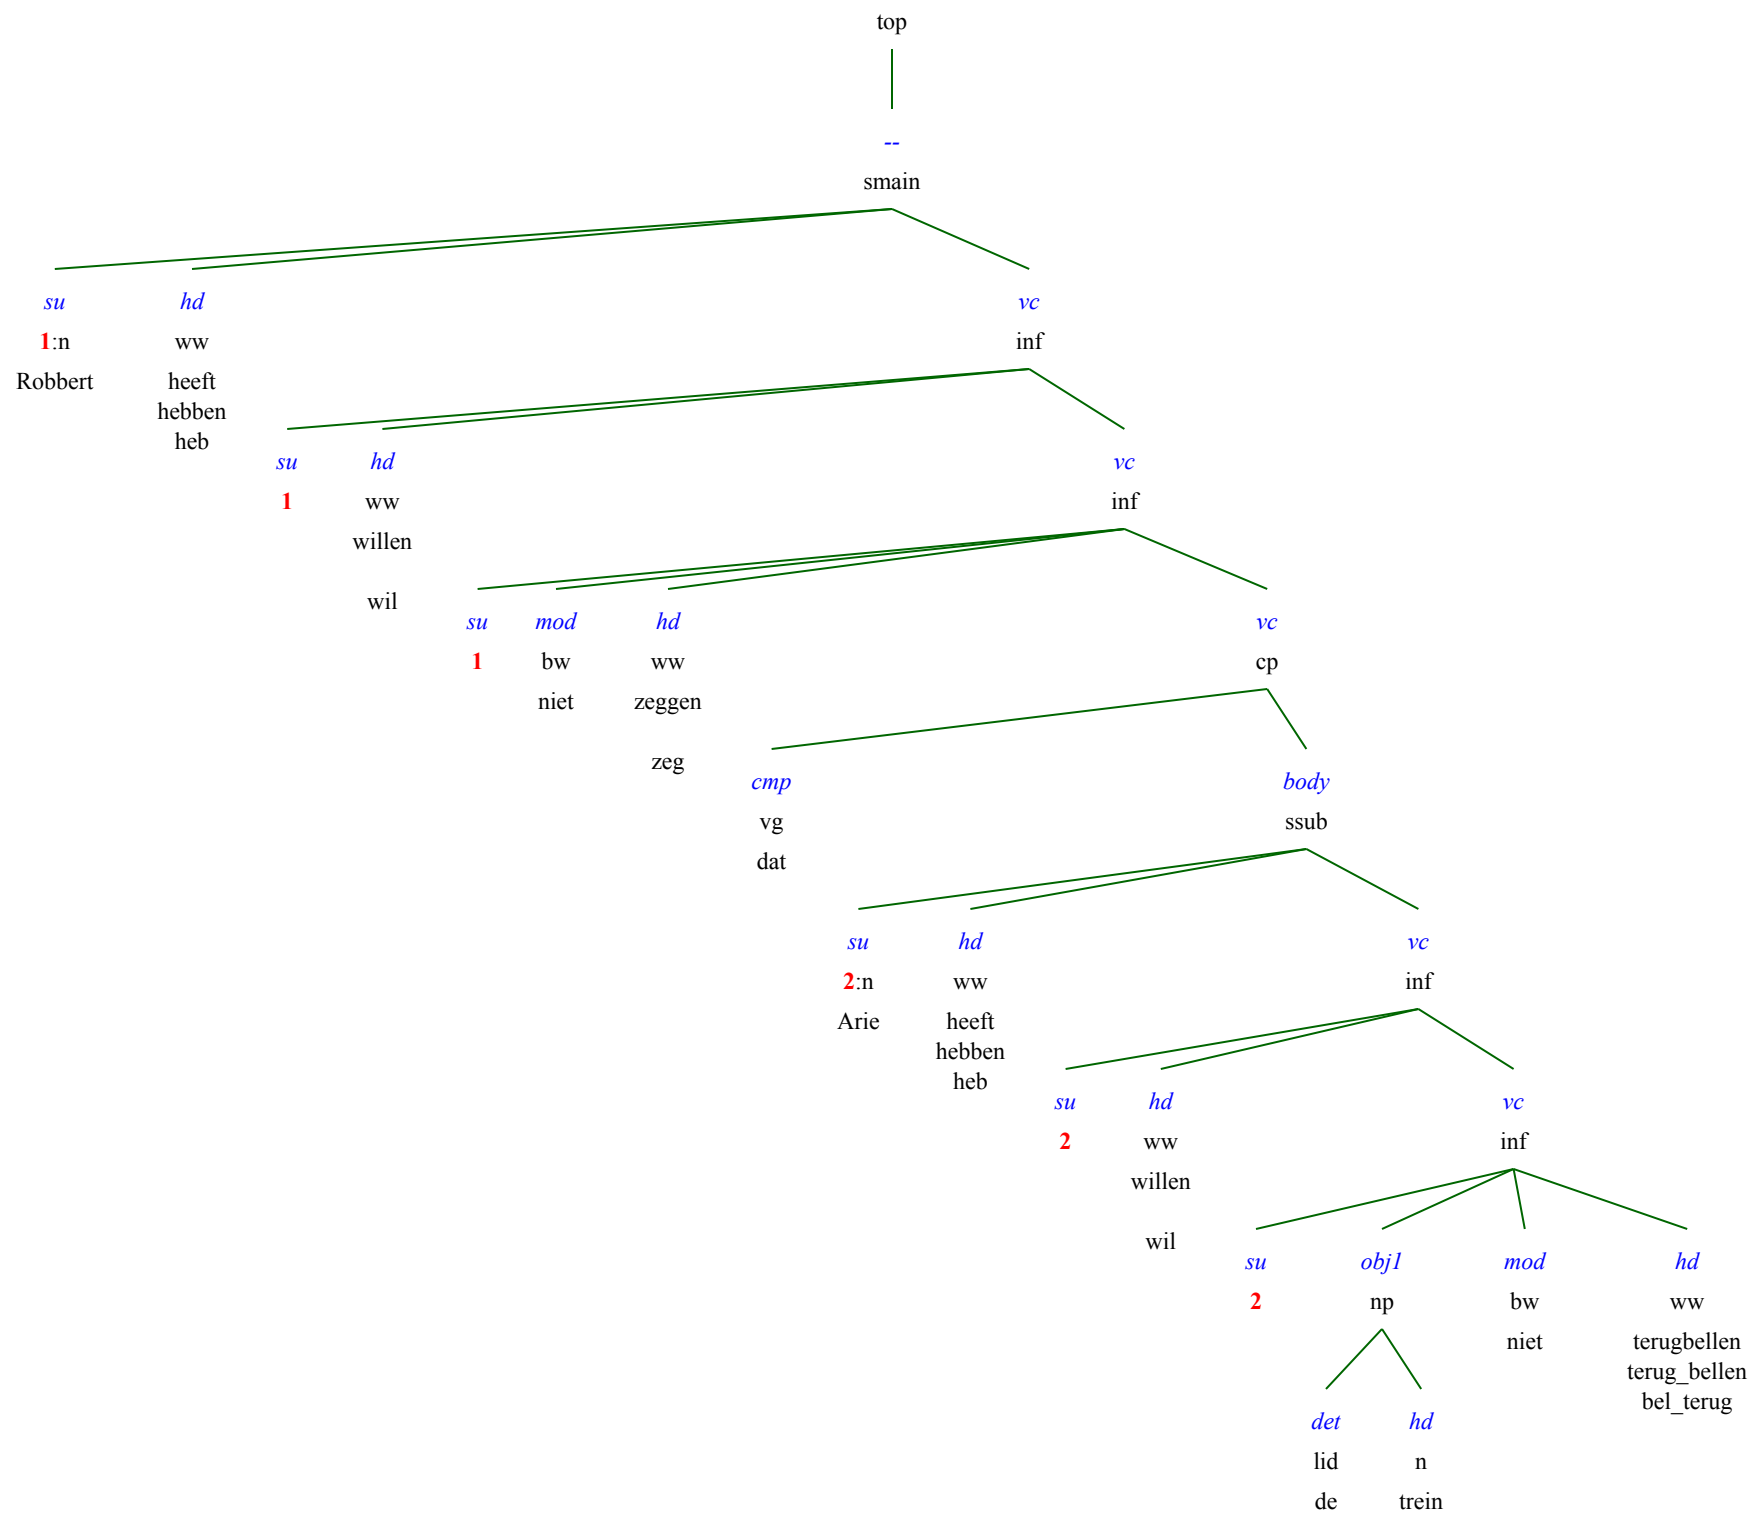 top
--
smain
su hd vc
1:n ww inf
Robbert heeft
hebben
heb
su hd vc
1 ww inf
willen
wil
su mod hd vc
1 bw ww cp
niet zeggen
zeg
cmp body
vg ssub
dat
su hd vc
2:n ww inf
Arie heeft
hebben
heb
su hd vc
2 ww inf
willen
wil
su obj1 mod hd
2 np bw ww
niet terugbellen
terug_bellen
bel_terug
det hd
lid n
de trein